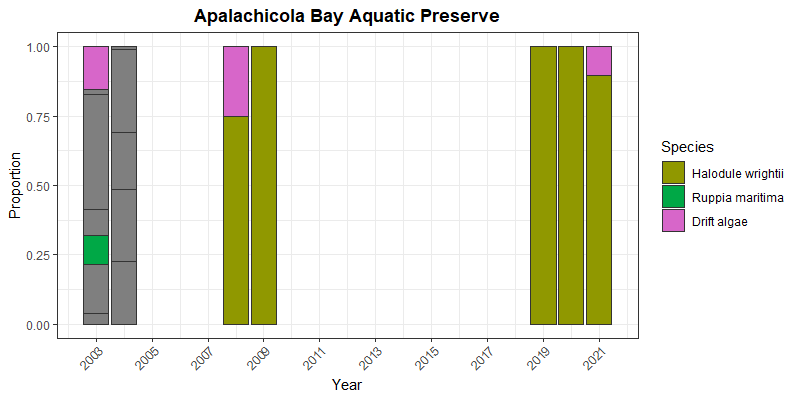 Apalachicola Bay Aquatic Preserve
1.00
0.75
0.50
0.25
0.00
Proportion
2003
2005
2007
2009
2011
2013
2015
2017
2019
2021
Year
Species
Halodule wrightii
Ruppia maritima
Drift algae